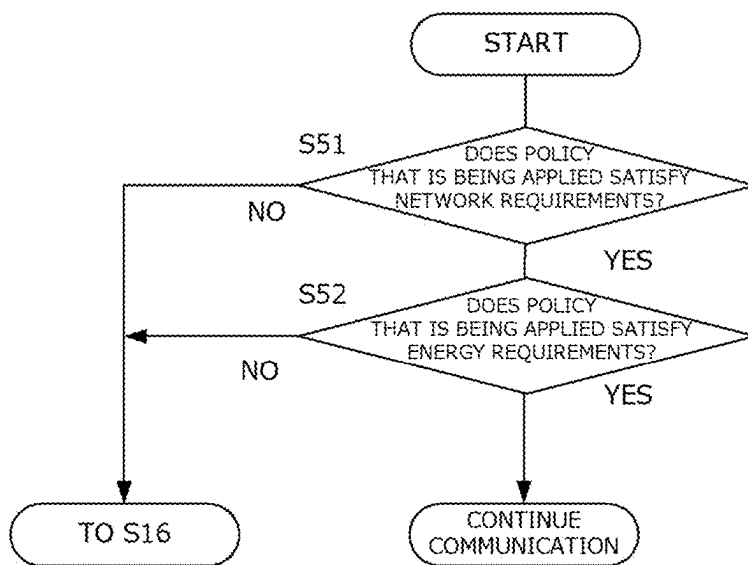 START
S51
DOES POLICY
THAT IS BEING APPLIED SATISFY
NETWORK REQUIREMENTS?
NO
YES
S52
DOES POLICY
THAT IS BEING APPLIED SATISFY
ENERGY REQUIREMENTS?
NO
YES
TO S16
CONTINUE
COMMUNICATION